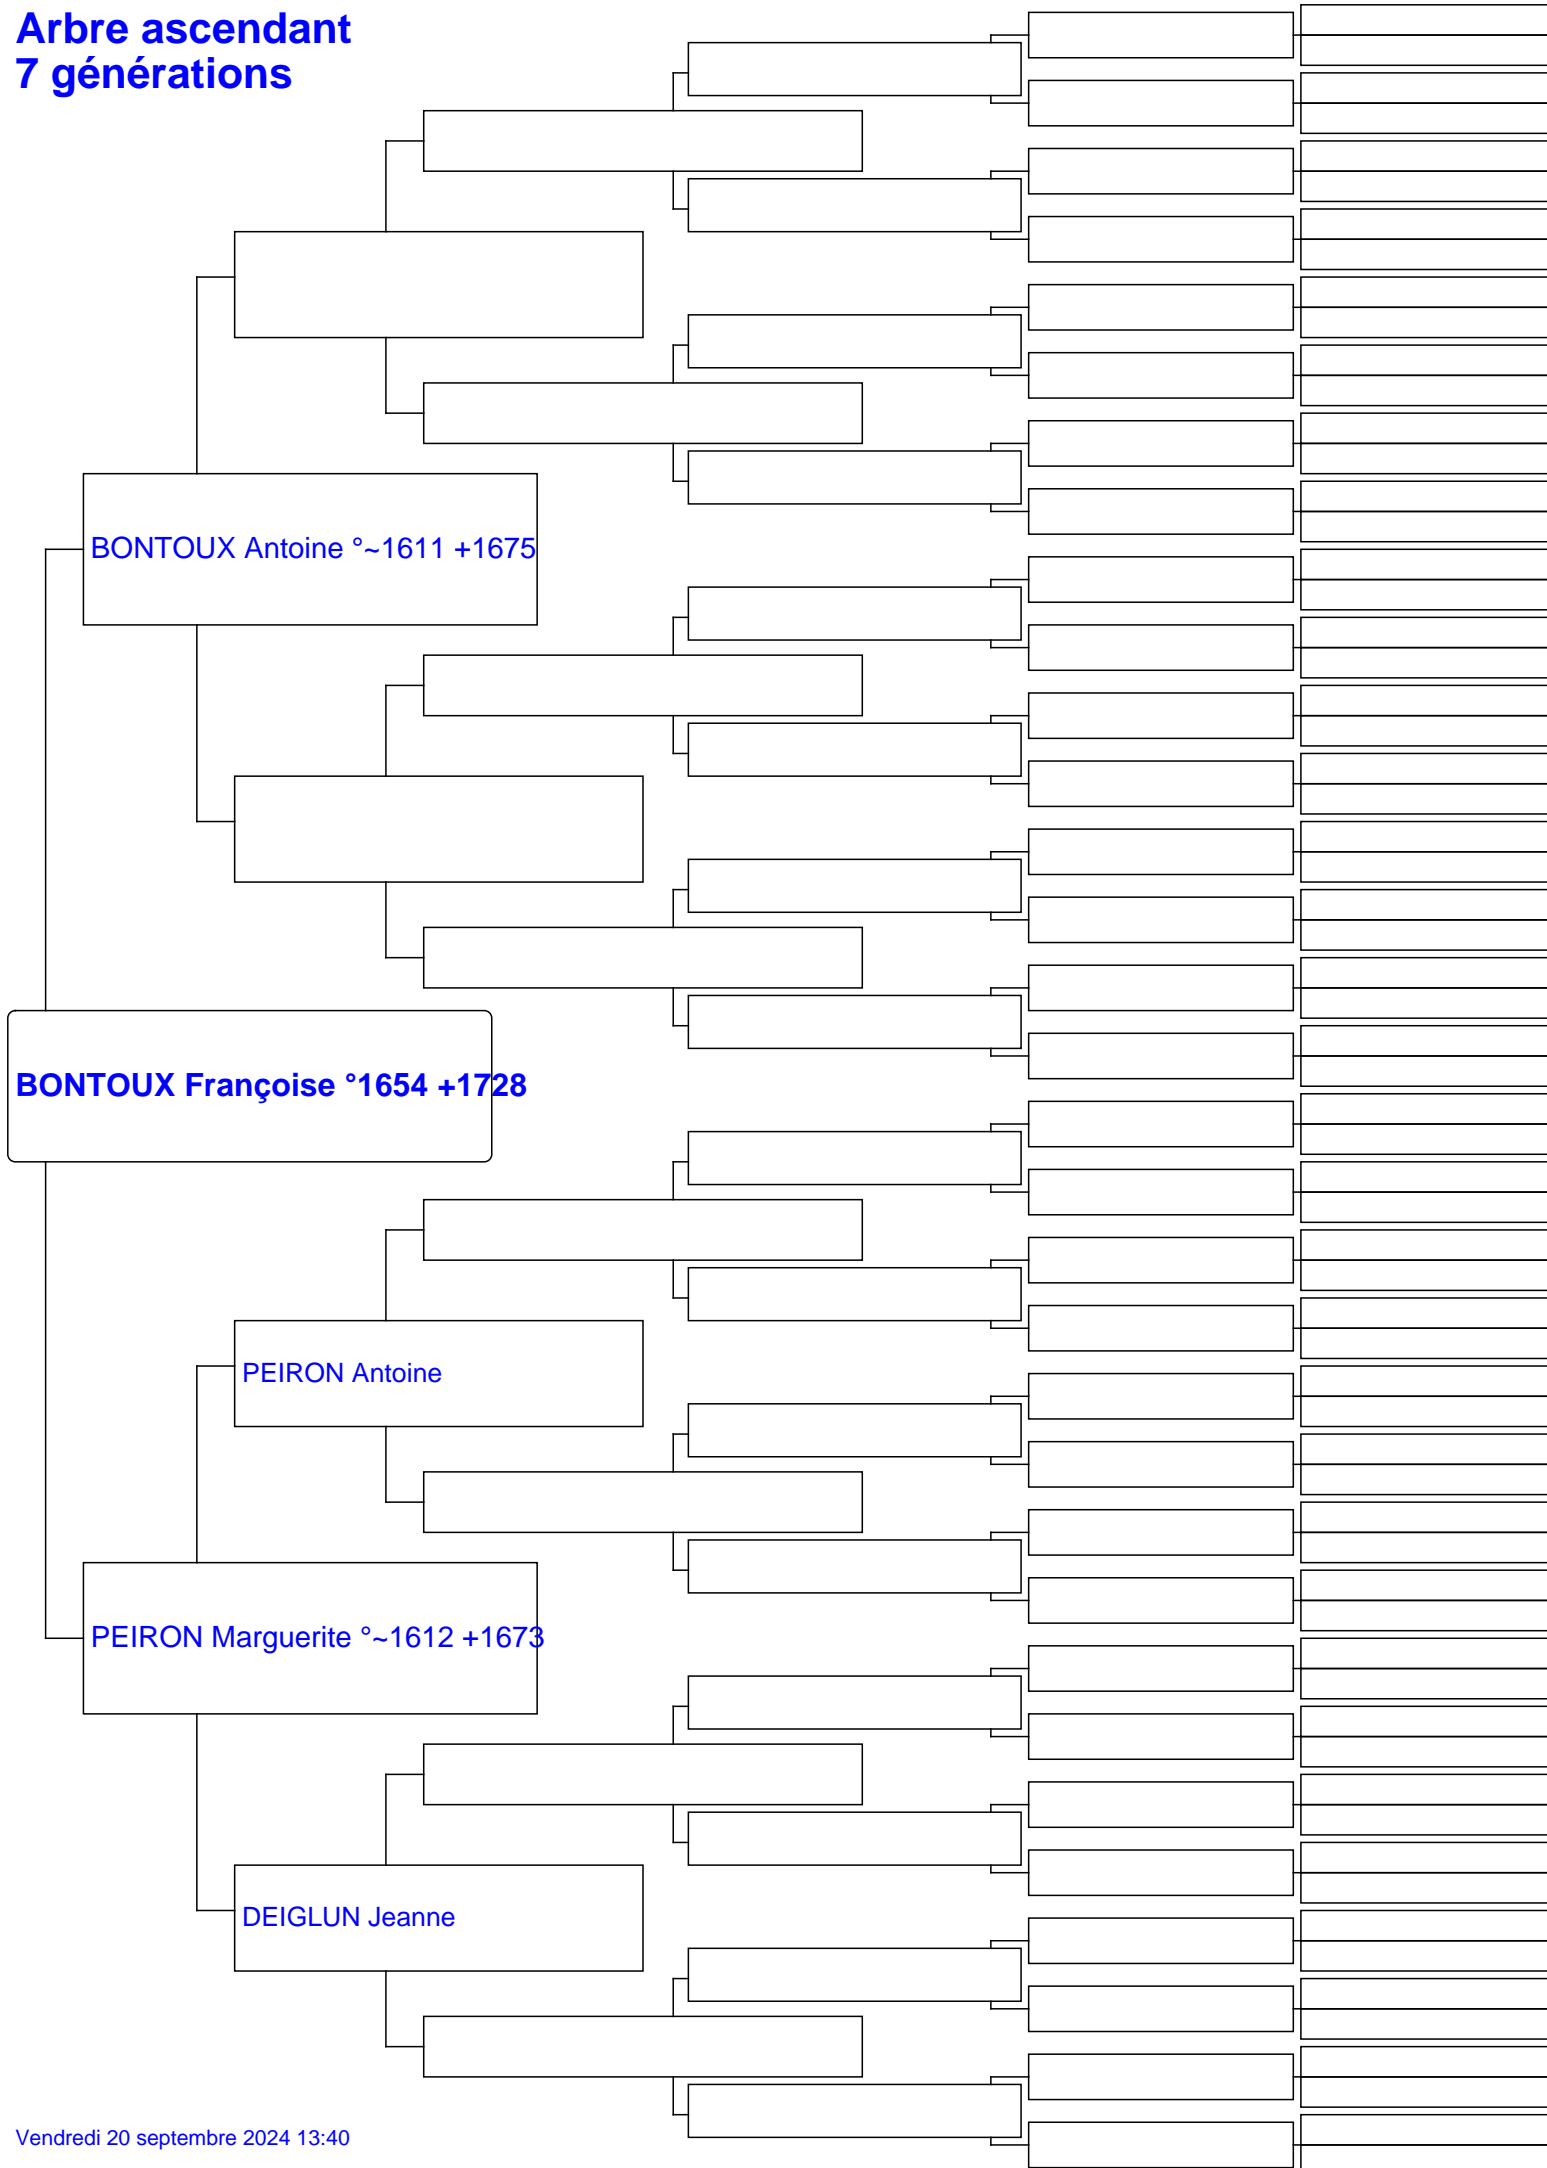 Arbre ascendant
7 générations
BONTOUX Antoine °~1611 +1675
BONTOUX Françoise °1654 +1728
PEIRON Antoine
PEIRON Marguerite °~1612 +1673
DEIGLUN Jeanne
Vendredi 20 septembre 2024 13:40